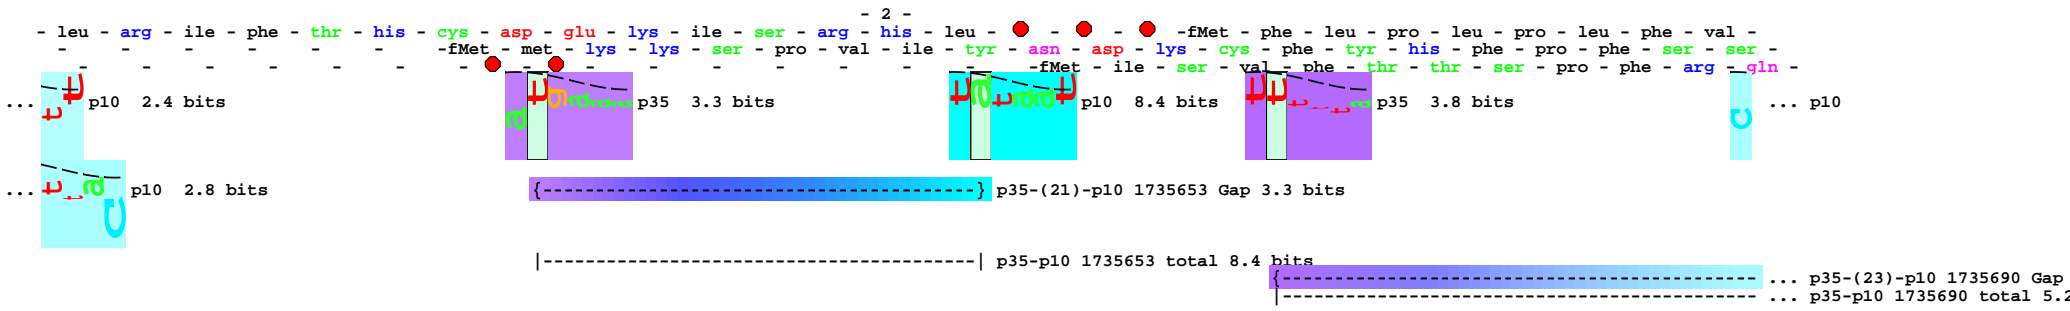 - 2 -
- leu - arg - ile - phe - thr - his - cys - asp - glu - lys - ile - ser - arg - his - leu - - - -fMet - phe - leu - pro - leu - pro - leu - phe - val -
- - - - - - -fMet - met - lys - lys - ser - pro - val - ile - tyr - asn - asp - lys - cys - phe - tyr - his - phe - pro - phe - ser - ser -
- - - - - - - - - - - - - - - -fMet - ile - ser - val - phe - thr - thr - ser - pro - phe - arg - gln -
... p10 2.4 bits p35 3.3 bits p10 8.4 bits p35 3.8 bits ... p10
... p10 2.8 bits {-----------------------------------------} p35-(21)-p10 1735653 Gap 3.3 bits
|-----------------------------------------| p35-p10 1735653 total 8.4 bits
{--------------------------------------------- ... p35-(23)-p10 1735690 Gap
|--------------------------------------------- ... p35-p10 1735690 total 5.2